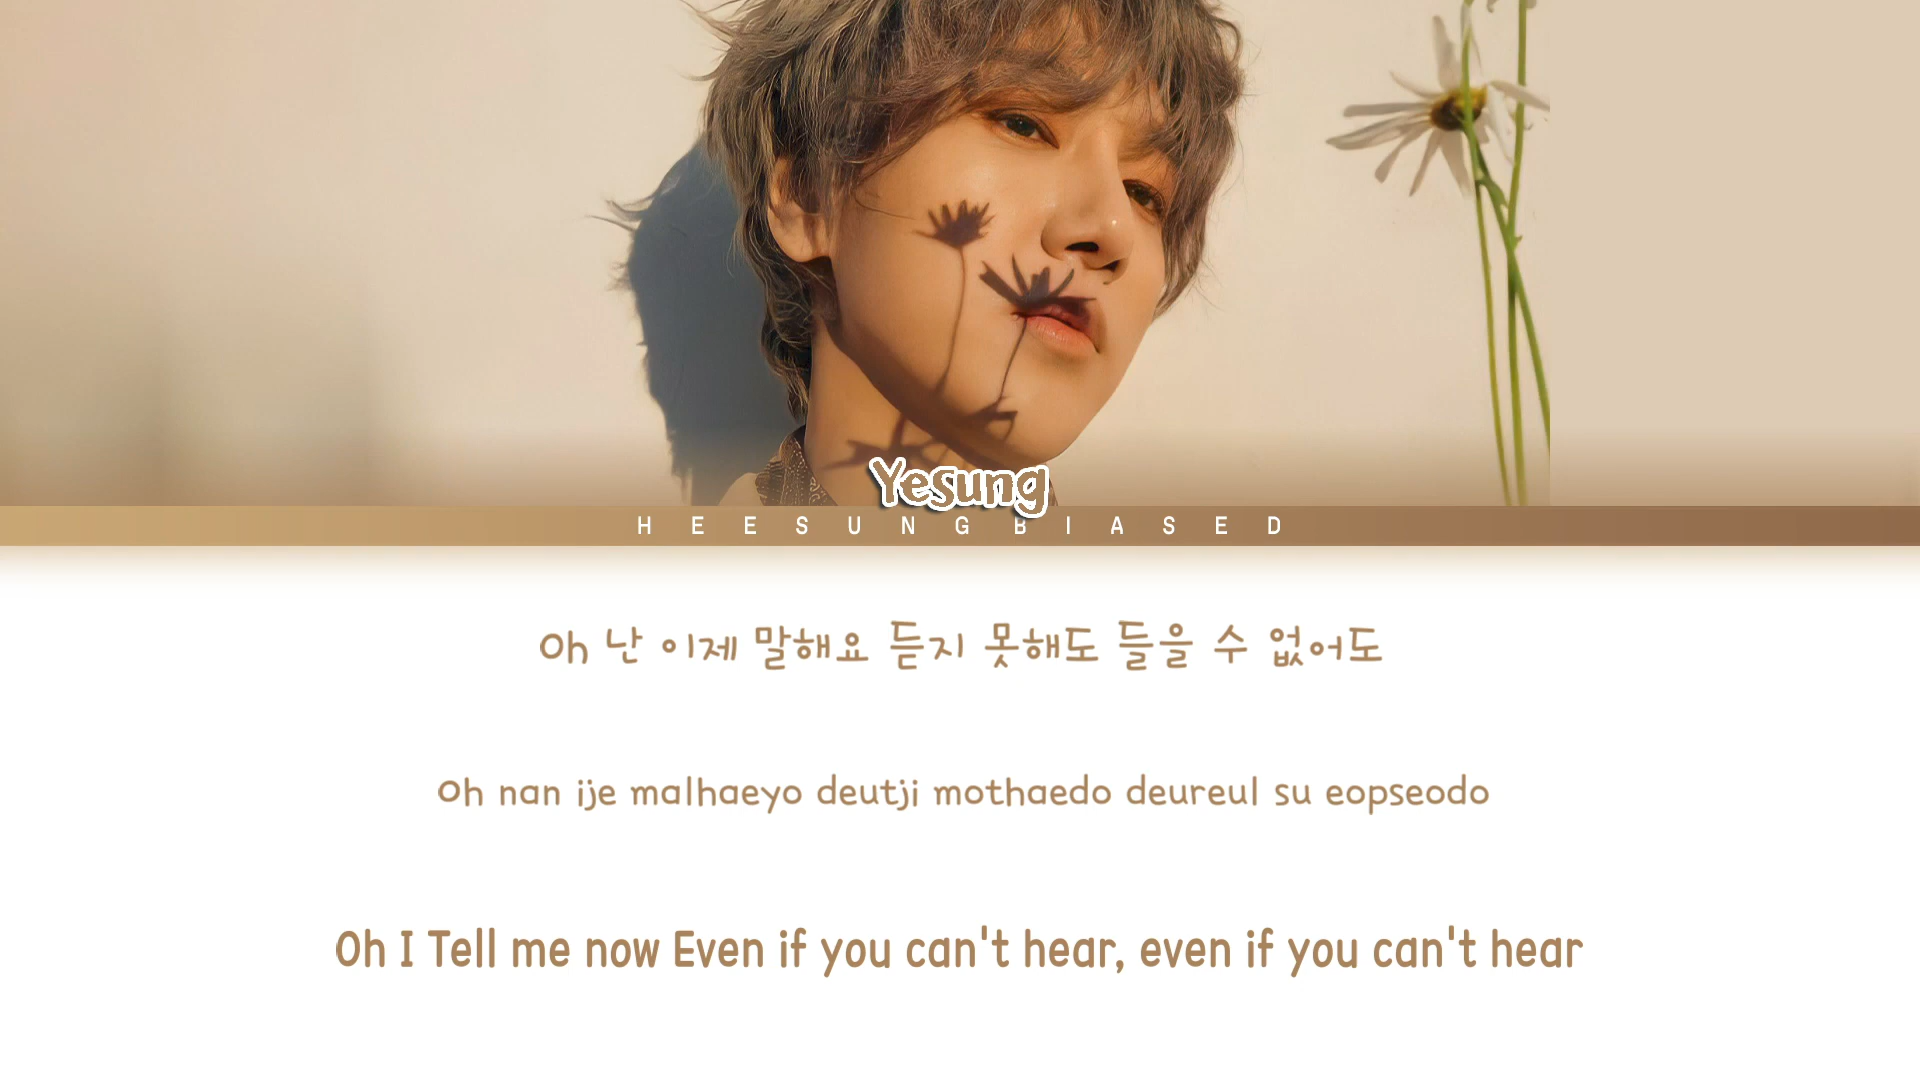 Yesung
HEESUNGBIASED
Oh 난 이제 말해요 듣지 못해도 들을 수 없어도
Oh nan ije malhaeyo deutji mothaedo deureul su eopseodo
Oh I Tell me now Even if you can't hear, even if you can't hear